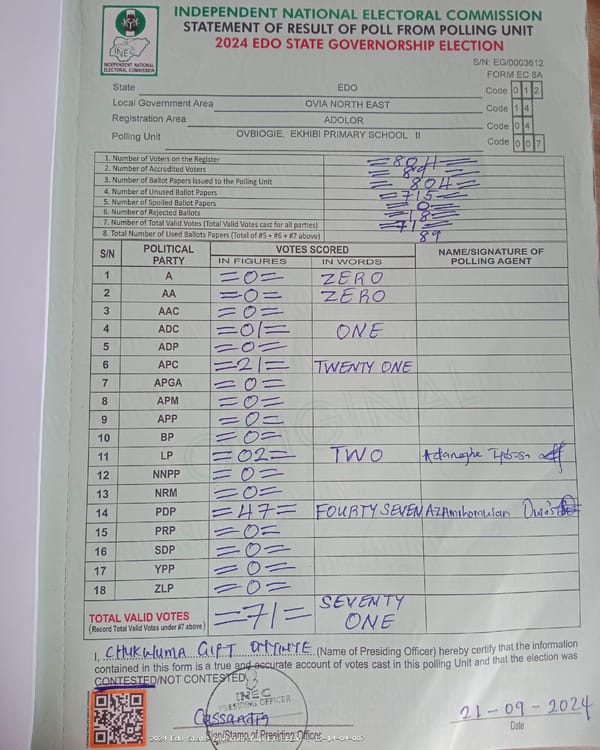 INDEPENDENT NATIONAL ELECTORAL COMMISSION
STATEMENT OF RESULT OF POLL FROM POLLING UNIT
2024 EDO STATE GOVERNORSHIP ELECTION
INEC
INDEPENDENT NATIONAL
ELECTORAL COMMISSION
S/N: EG/0003612
FORM EC 8A
State EDO Code 0 1 2
Local Government Area OVIA NORTH EAST Code 1 4
Registration Area ADOLOR Code 0 4
Polling Unit OVBIOGIE, EKHIBI PRIMARY SCHOOL II Code 0 0 7
1. Number of Voters on the Register =804=
2. Number of Accredited Voters = 89 =
3. Number of Ballot Papers Issued to the Polling Unit = 804 =
4. Number of Unused Ballot Papers =715=
5. Number of Spoiled Ballot Papers =0=
6. Number of Rejected Ballots =18=
7. Number of Total Valid Votes (Total Valid Votes cast for all parties) =71=
8. Total Number of Used Ballots Papers (Total of #5 + #6 + #7 above) 89
S/N POLITICAL PARTY VOTES SCORED NAME/SIGNATURE OF POLLING AGENT
IN FIGURES IN WORDS
1 A =0= ZERO
2 AA =0= ZERO
3 AAC =0=
4 ADC =01= ONE
5 ADP =0=
6 APC =21= TWENTY ONE
7 APGA =0=
8 APM =0=
9 APP =0=
10 BP =0=
11 LP =02= TWO
12 NNPP =0=
13 NRM =0=
14 PDP =47= FOURTY SEVEN
15 PRP =0=
16 SDP =0=
17 YPP =0=
18 ZLP =0=
TOTAL VALID VOTES =71= SEVENTY ONE
(Record Total Valid Votes under #7 above)
I, CHUKWUMA GIFT (Name of Presiding Officer) hereby certify that the information
contained in this form is a true and accurate account of votes cast in this polling Unit and that the election was
CONTESTED/NOT CONTESTED.
INEC
PRESIDING OFFICER
Cassandra
Sign/Stamp of Presiding Officer
21-09-2024
Date